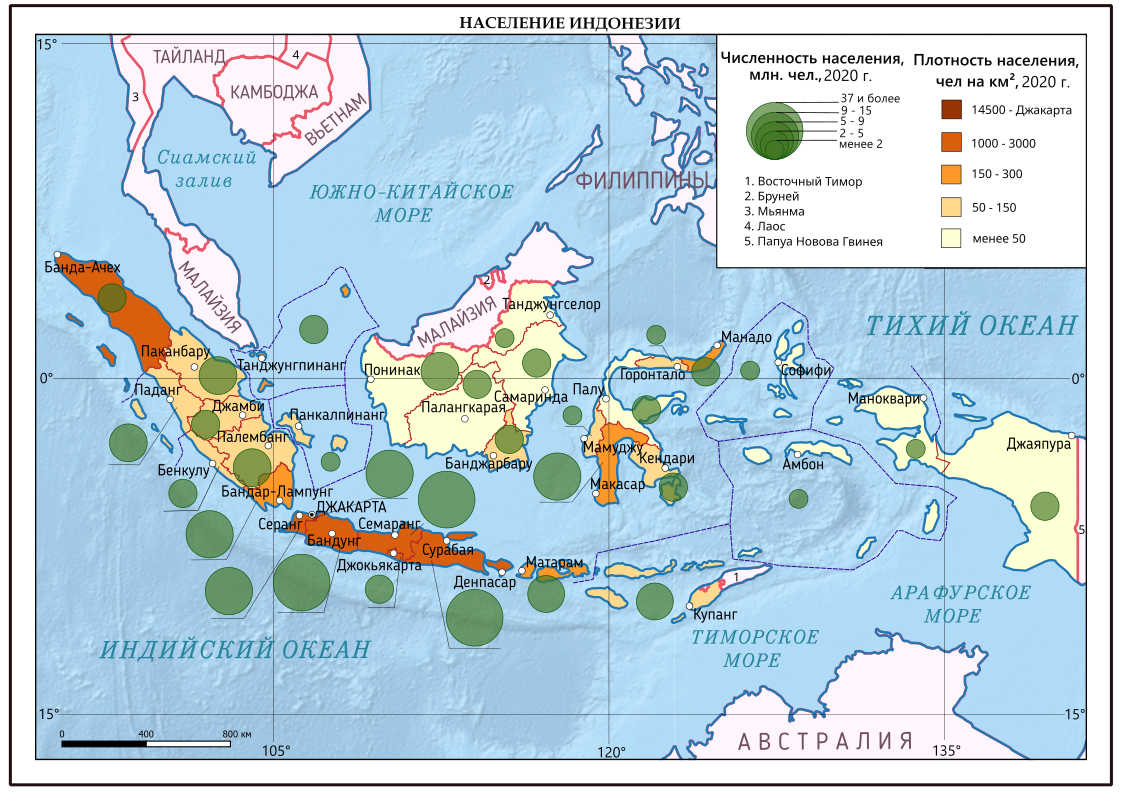 НАСЕЛЕНИЕ ИНДОНЕЗИИ
15°
ТАЙЛАНД
4
3
КАМБОДЖА
ВЬЕТНАМ
Сиамский
залив
ЮЖНО-КИТАЙСКОЕ
МОРЕ
ФИЛИППИНЫ
Численность населения,
млн. чел., 2020 г.
37 и более
9 - 15
5 - 9
2 - 5
менее 2
1. Восточный Тимор
2. Бруней
3. Мьянма
4. Лаос
5. Папуа Новова Гвинея
Плотность населения,
чел на км², 2020 г.
14500 - Джакарта
1000 - 3000
150 - 300
50 - 150
менее 50
Банда-Ачех
МАЛАЙЗИЯ
2
МАЛАЙЗИЯ
Танджунгселор
ТИХИЙ ОКЕАН
Манадо
Паканбару
Танджунгпинанг
Понинак
Горонтало
Софифи
0°
0°
Паданг
Джамби
Панкалпинанг
Палангкарая
Самаринда
Палу
Маноквари
Палембанг
Мамуджу
Джаяпура
Бенкулу
Банджарбару
Кендари
Амбон
Бандар-Лампунг
Макасар
ДЖАКАРТА
Серанг
Семаранг
Бандунг
Сурабая
5
Джокьякарта
Матарам
Денпасар
1
Купанг
АРАФУРСКОЕ
МОРЕ
ТИМОРСКОЕ
МОРЕ
ИНДИЙСКИЙ ОКЕАН
15°
15°
0
400
800 км
АВСТРАЛИЯ
105°
120°
135°